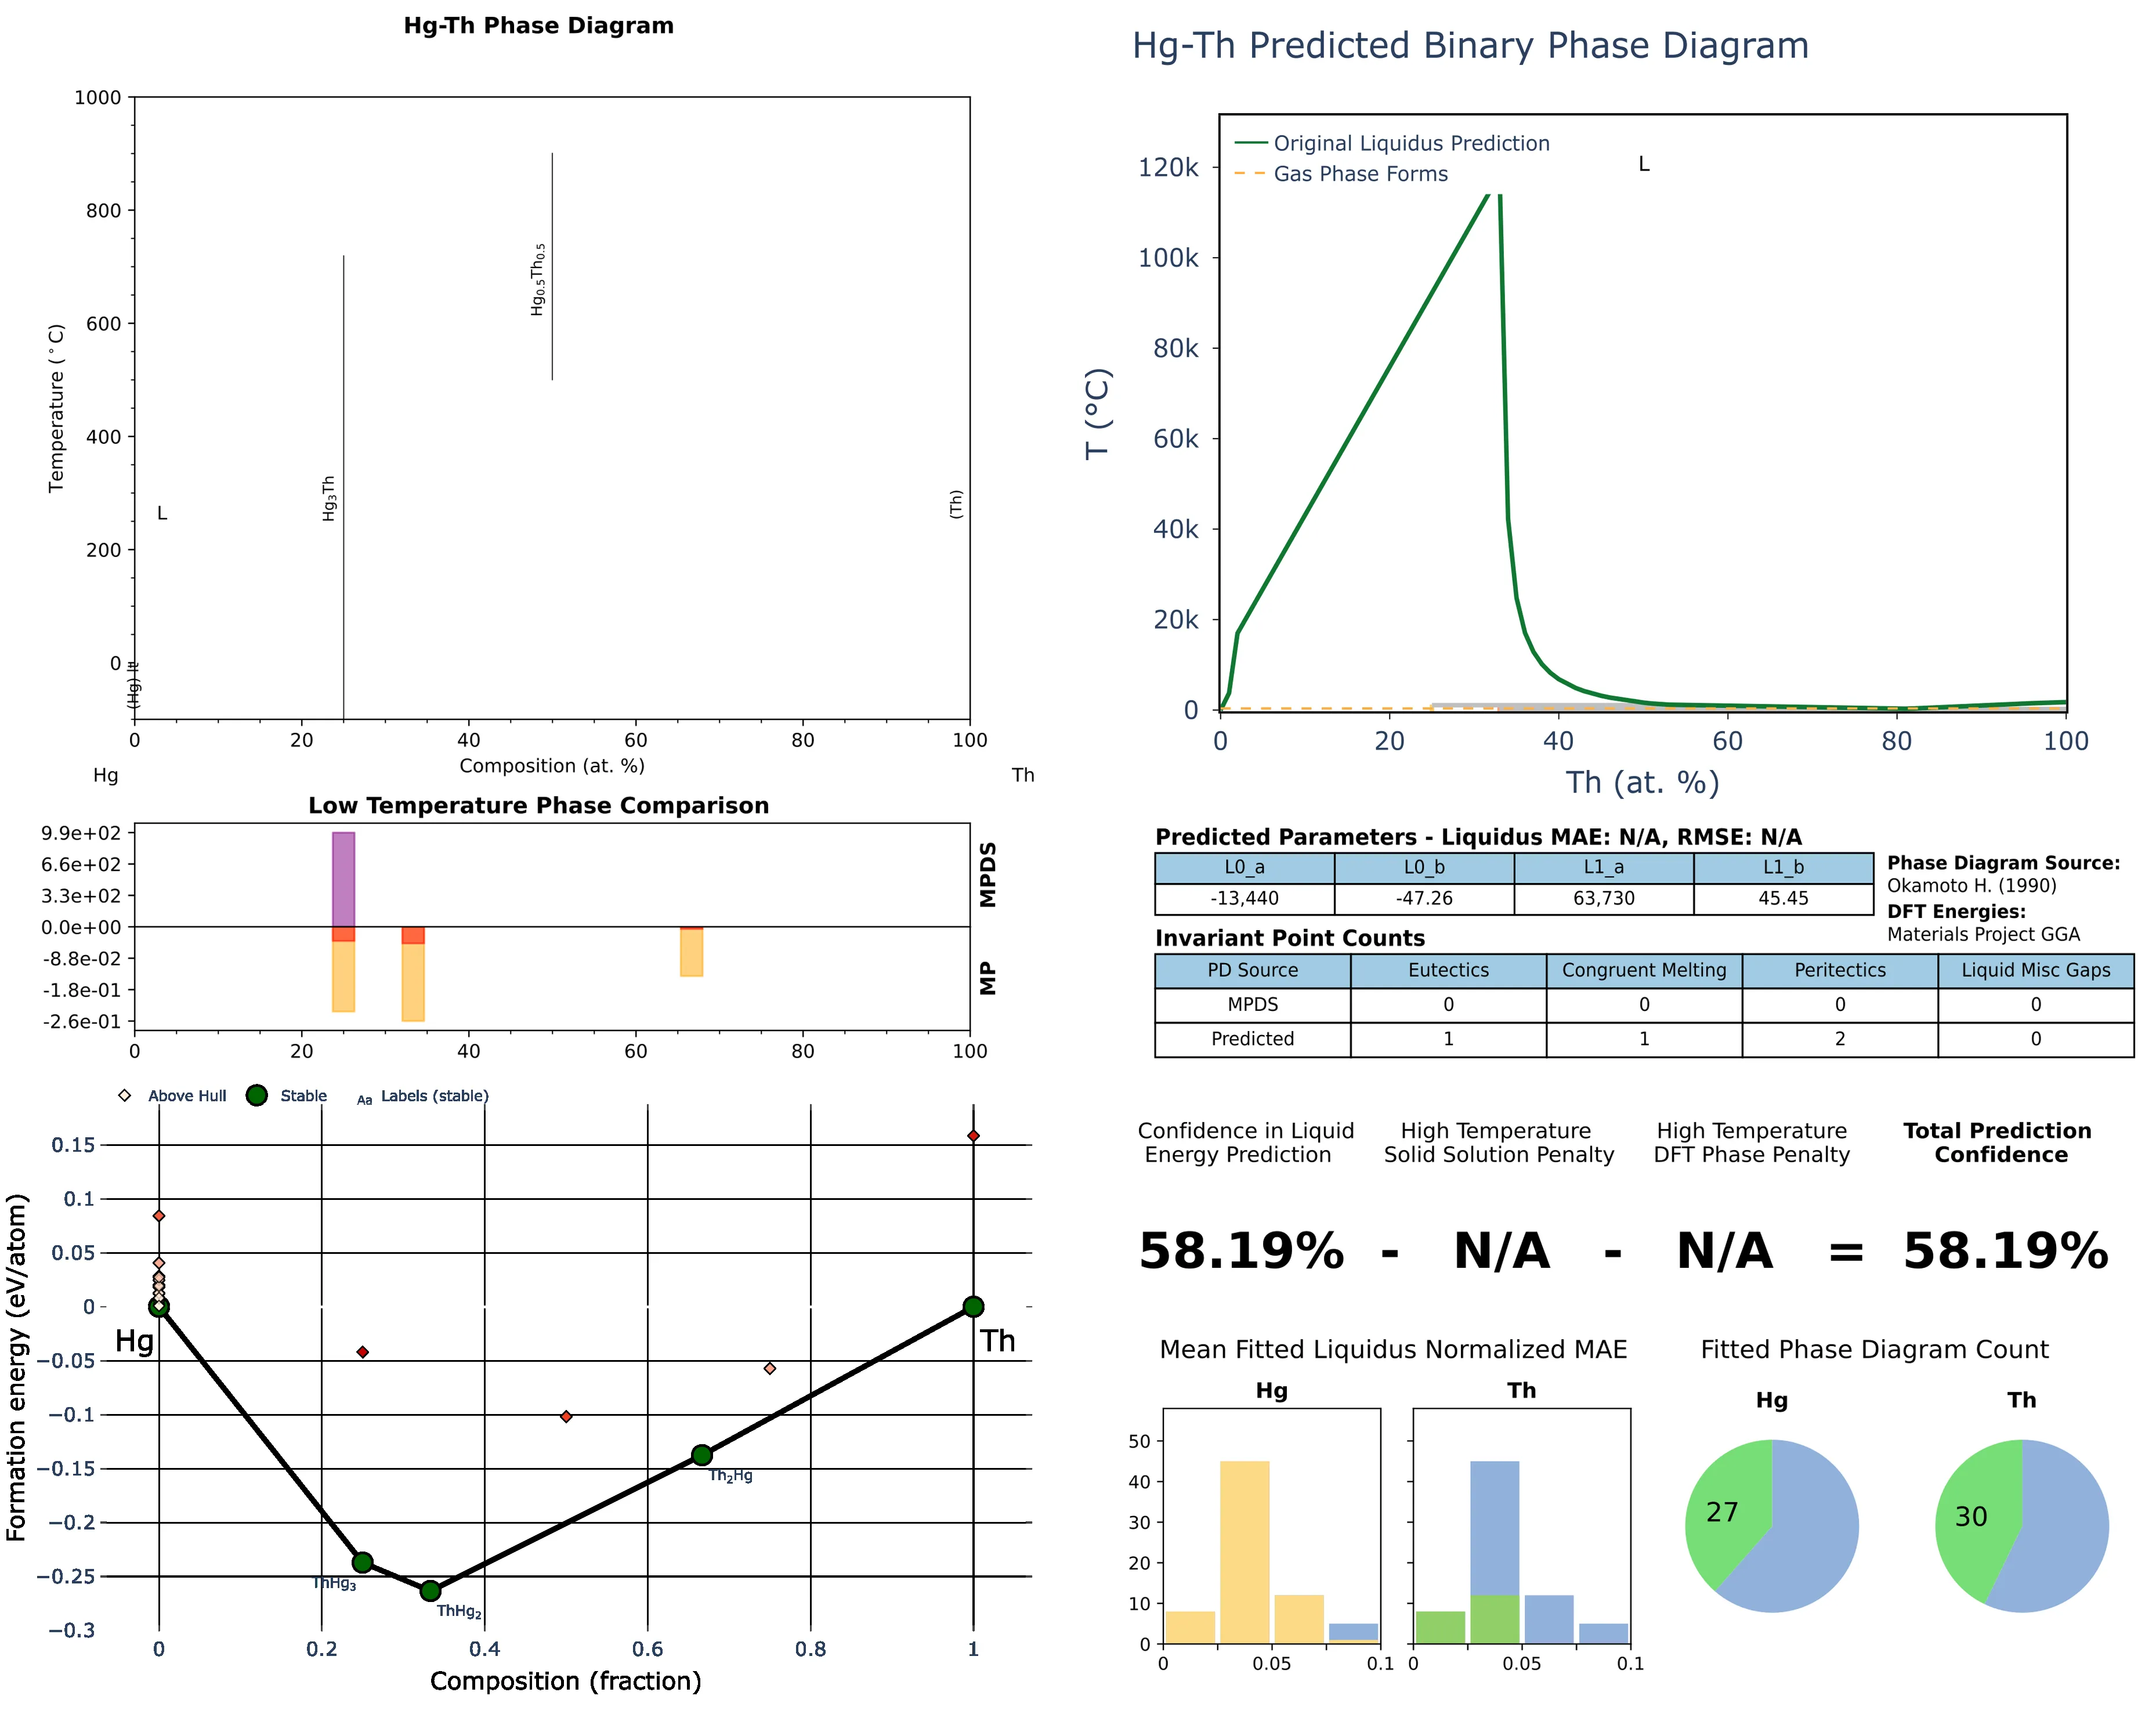 Hg-Th Phase Diagram
1000
800
600
400
200
0
Temperature (°C)
L
Hg3Th
Hg0.5Th0.5
(Th)
(Hg) lt
0 20 40 60 80 100
Composition (at. %)
Hg Th
Low Temperature Phase Comparison
9.9e+02
6.6e+02
3.3e+02
0.0e+00
-8.8e-02
-1.8e-01
-2.6e-01
MPDS
MP
0 20 40 60 80 100
Above Hull Stable Aa Labels (stable)
0.15
0.1
0.05
0
−0.05
−0.1
−0.15
−0.2
−0.25
−0.3
Formation energy (eV/atom)
Hg
Th
Th2Hg
ThHg3
ThHg2
0 0.2 0.4 0.6 0.8 1
Composition (fraction)
Hg-Th Predicted Binary Phase Diagram
Original Liquidus Prediction
Gas Phase Forms
L
120k
100k
80k
60k
40k
20k
0
T (°C)
0 20 40 60 80 100
Th (at. %)
Predicted Parameters - Liquidus MAE: N/A, RMSE: N/A
L0_a L0_b L1_a L1_b
-13,440 -47.26 63,730 45.45
Phase Diagram Source:
Okamoto H. (1990)
DFT Energies:
Materials Project GGA
Invariant Point Counts
PD Source Eutectics Congruent Melting Peritectics Liquid Misc Gaps
MPDS 0 0 0 0
Predicted 1 1 2 0
Confidence in Liquid
Energy Prediction
High Temperature
Solid Solution Penalty
High Temperature
DFT Phase Penalty
Total Prediction
Confidence
58.19% - N/A - N/A = 58.19%
Mean Fitted Liquidus Normalized MAE
Hg Th
50
40
30
20
10
0
0 0.05 0.1
0 0.05 0.1
Fitted Phase Diagram Count
Hg Th
27 30